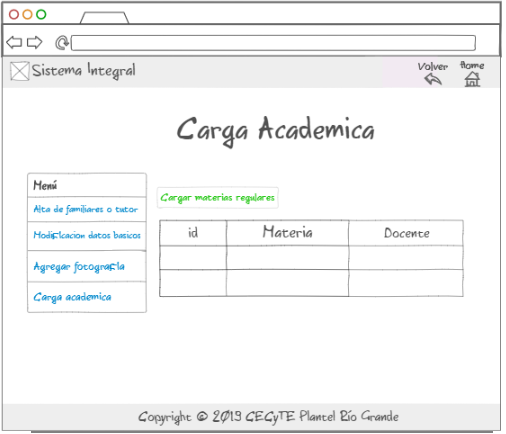 Sistema Integral
Volver
Home
Carga Academica
Menú
Alta de familiares o tutor
Modificacion datos basicos
Agregar fotografia
Carga academica
Cargar materias regulares
id Materia Docente
Copyright © 2013 CECyTE Plantel Río Grande